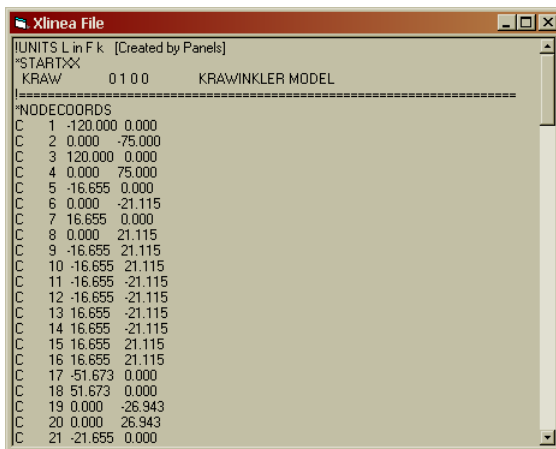 Xlinea File
!UNITS L in F k [Created by Panels]
*STARTXX
KRAW 0 1 0 0 KRAWINKLER MODEL
!==================================================================
*NODECOORDS
C 1 -120.000 0.000
C 2 0.000 -75.000
C 3 120.000 0.000
C 4 0.000 75.000
C 5 -16.655 0.000
C 6 0.000 -21.115
C 7 16.655 0.000
C 8 0.000 21.115
C 9 -16.655 21.115
C 10 -16.655 21.115
C 11 -16.655 -21.115
C 12 -16.655 -21.115
C 13 16.655 -21.115
C 14 16.655 -21.115
C 15 16.655 21.115
C 16 16.655 21.115
C 17 -51.673 0.000
C 18 51.673 0.000
C 19 0.000 -26.943
C 20 0.000 26.943
C 21 -21.655 0.000